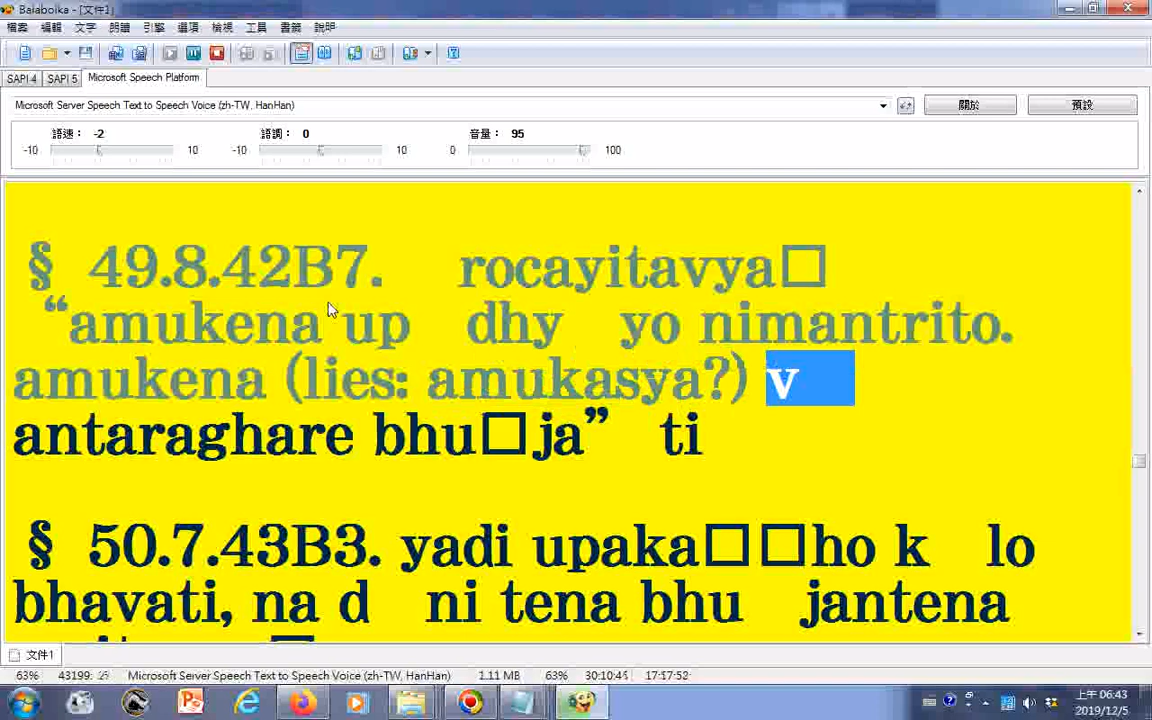 Balabolka - [文件1]
檔案 編輯 文字 朗讀 引擎 選項 檢視 工具 書籤 說明
SAPI 4 SAPI 5 Microsoft Speech Platform
Microsoft Server Speech Text to Speech Voice (zh-TW, HanHan)
關於 預設
語速： -2 語調： 0 音量： 95
-10 10 -10 10 0 100
§ 49.8.42B7. rocayitavya□
“amukena up dhy yo nimantrito.
amukena (lies: amukasya?) v
antaraghare bhu□ja” ti
§ 50.7.43B3. yadi upaka□□ho k lo
bhavati, na d ni tena bhu jantena
文件1
63% Microsoft Server Speech Text to Speech Voice (zh-TW, HanHan) 1.11 MB 63% 30:10:45 17:17:52
上午 06:43
2019/12/5